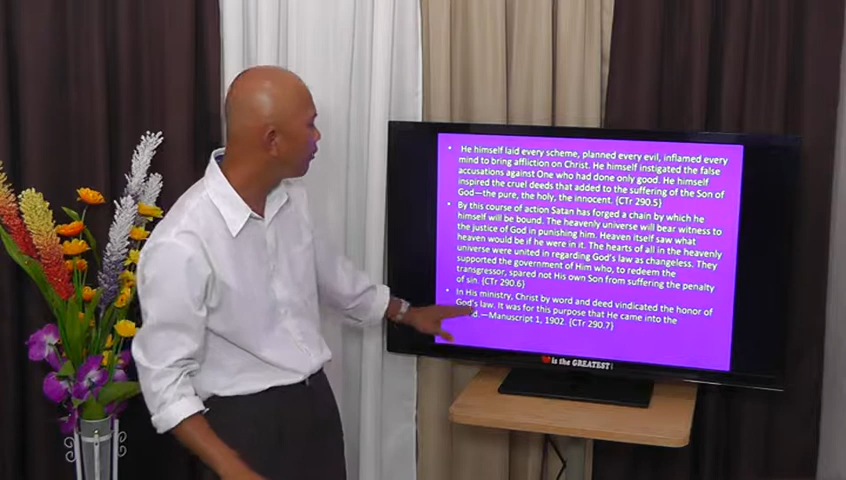 • He himself laid every scheme, planned every evil, inflamed every
mind to bring affliction on Christ. He himself instigated the false
accusations against One who had done only good. He himself
inspired the cruel deeds that added to the suffering of the Son of
God—the pure, the holy, the innocent. {CTr 290.5}
• By this course of action Satan has forged a chain by which he
himself will be bound. The heavenly universe will bear witness to
the justice of God in punishing him. Heaven itself saw what
heaven would be if he were in it. The hearts of all in the heavenly
universe were united in regarding God's law as changeless. They
supported the government of Him who, to redeem the
transgressor, spared not His own Son from suffering the penalty
of sin. {CTr 290.6}
• In His ministry, Christ by word and deed vindicated the honor of
God's law. It was for this purpose that He came into the
—Manuscript 1, 1902 {CTr 290.7}
is the GREATEST!